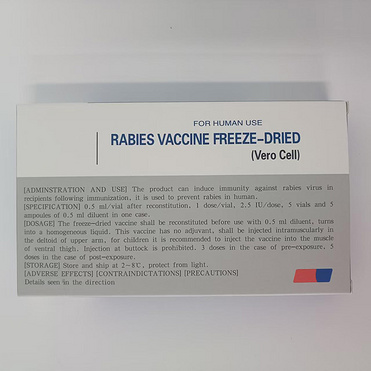 FOR HUMAN USE
RABIES VACCINE FREEZE-DRIED
(Vero Cell)
[ADMINSTRATION AND USE] The product can induce immunity against rabies virus in
recipients following immunization, it is used to prevent rabies in human.
[SPECIFICATION] 0.5 ml/vial after reconstitution, 1 dose/vial, 2.5 IU/dose, 5 vials and 5
ampoules of 0.5 ml diluent in one case.
[DOSAGE] The freeze-dried vaccine shall be reconstituted before use with 0.5 ml diluent, turns
into a homogeneous liquid. This vaccine has no adjuvant, shall be injected intramuscularly in
the deltoid of upper arm, for children it is recommended to inject the vaccine into the muscle
of ventral thigh. Injection at buttock is prohibited. 3 doses in the case of pre-exposure, 5
doses in the case of post-exposure.
[STORAGE] Store and ship at 2~8℃, protect from light.
[ADVERSE EFFECTS] [CONTRAINDICTATIONS] [PRECAUTIONS]
Details seen in the direction